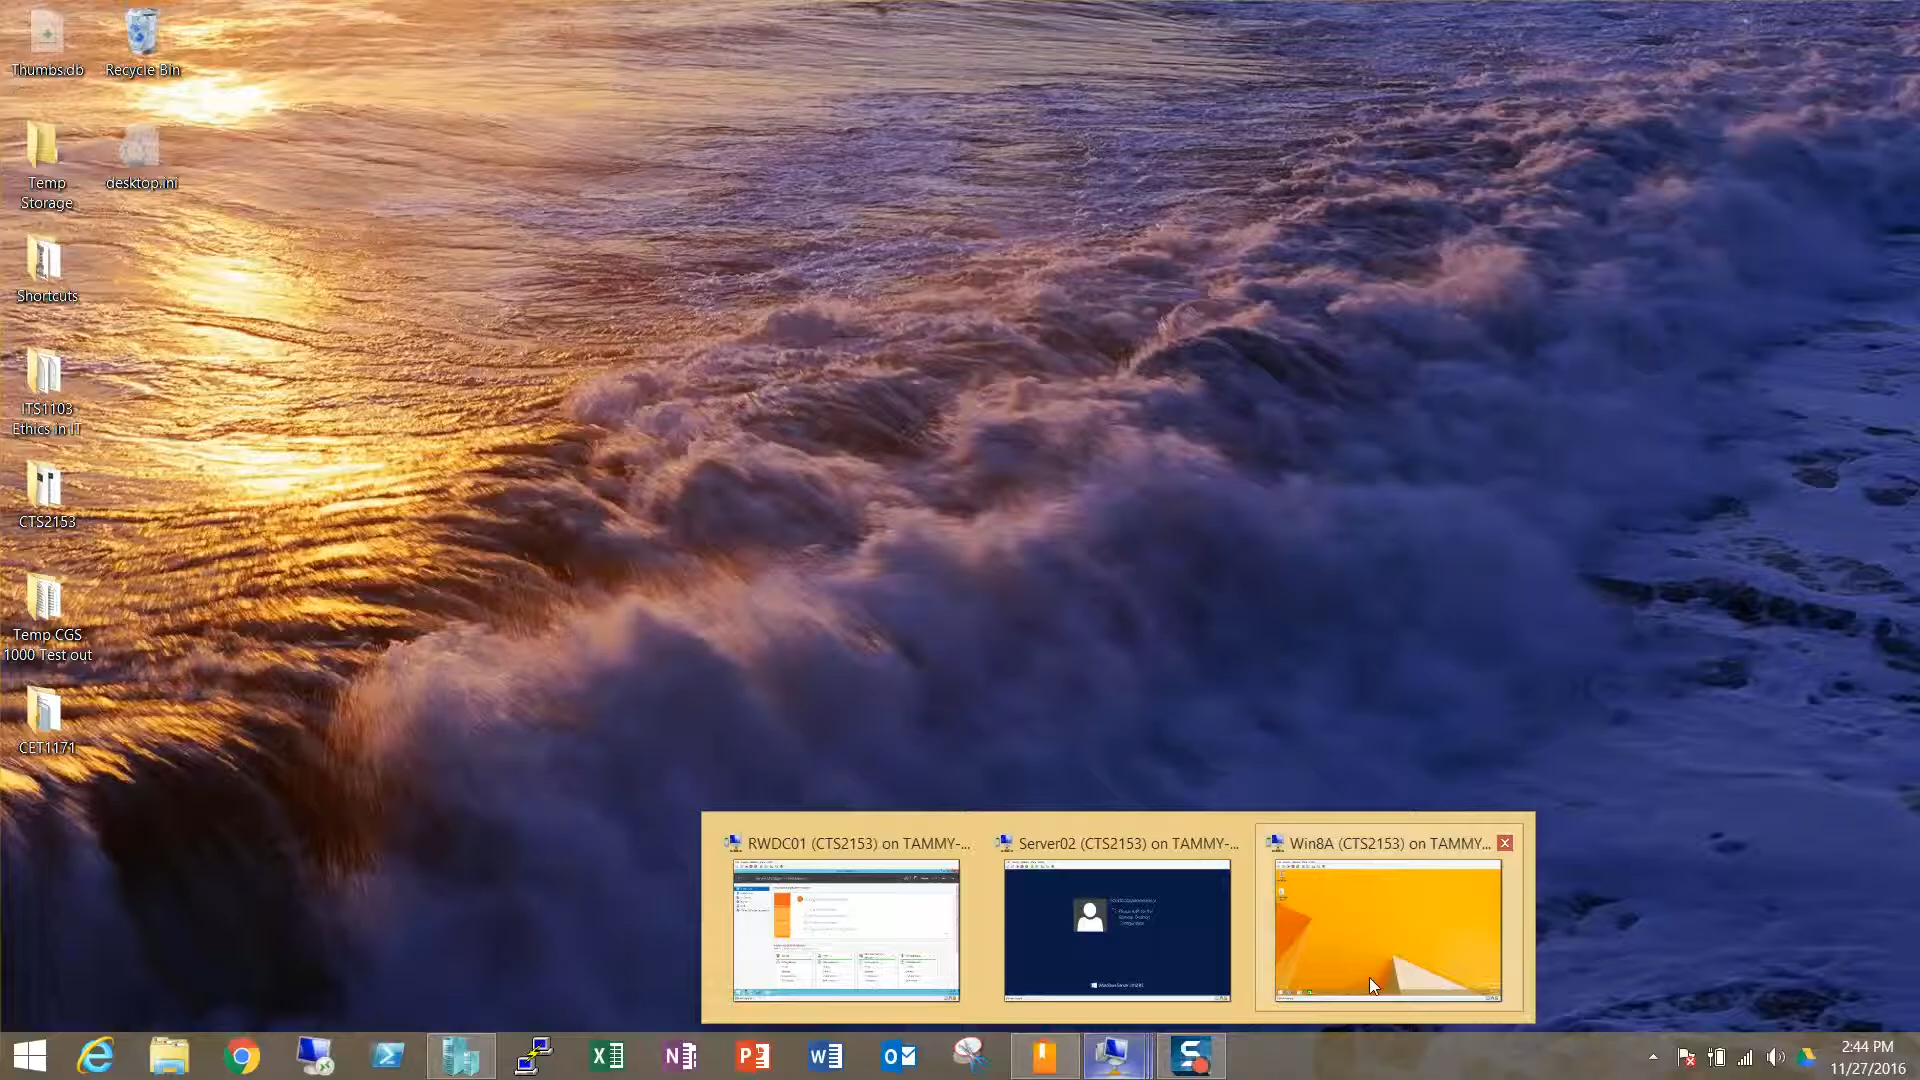 Thumbs.db
Recycle Bin
Temp
Storage
desktop.ini
Shortcuts
ITS1103
Ethics in IT
CTS2153
Temp CGS
1000 Test out
CET1171
RWDC01 (CTS2153) on TAMMY-...
Server02 (CTS2153) on TAMMY-...
Win8A (CTS2153) on TAMMY...
2:44 PM
11/27/2016